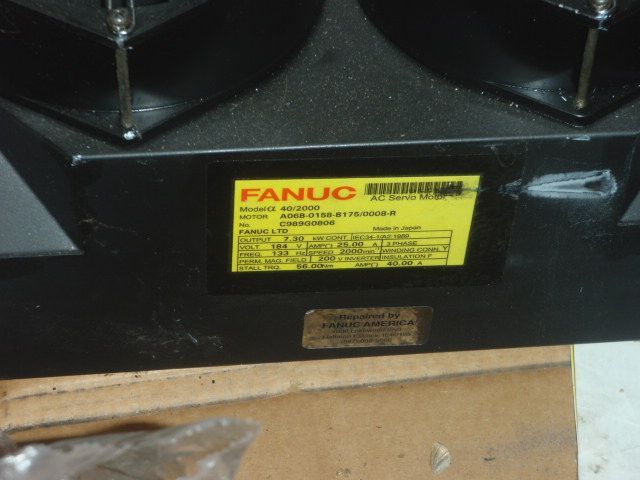 FANUC
AC Servo Motor
Model α 40/2000
MOTOR A06B-0158-B175/0008-R
No. C989G0806
FANUC LTD Made in Japan
OUTPUT 7.30 kW CONT IEC34-1/A2:1989
VOLT 184 V AMP(~) 25.00 A 3 PHASE
FREQ. 133 Hz SPEED 2000min⁻¹ WINDING CONN. Y
PERM. MAG. FIELD 200 V INVERTER INSULATION F
STALL TRQ. 56.00Nm AMP(~) 40.00 A
Repaired by
FANUC AMERICA